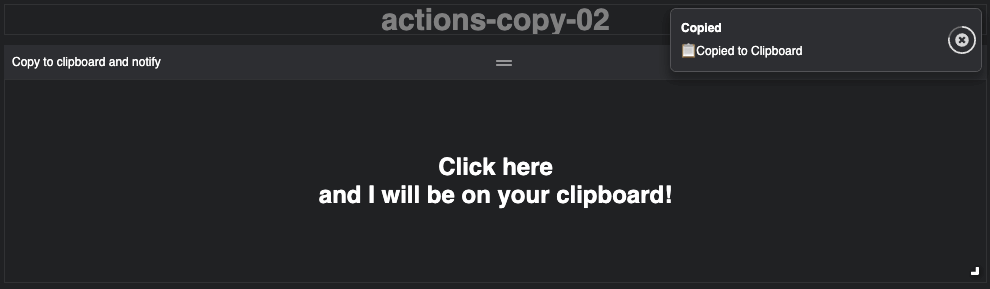 actions-copy-02
Copied
📋Copied to Clipboard
Copy to clipboard and notify
Click here
and I will be on your clipboard!